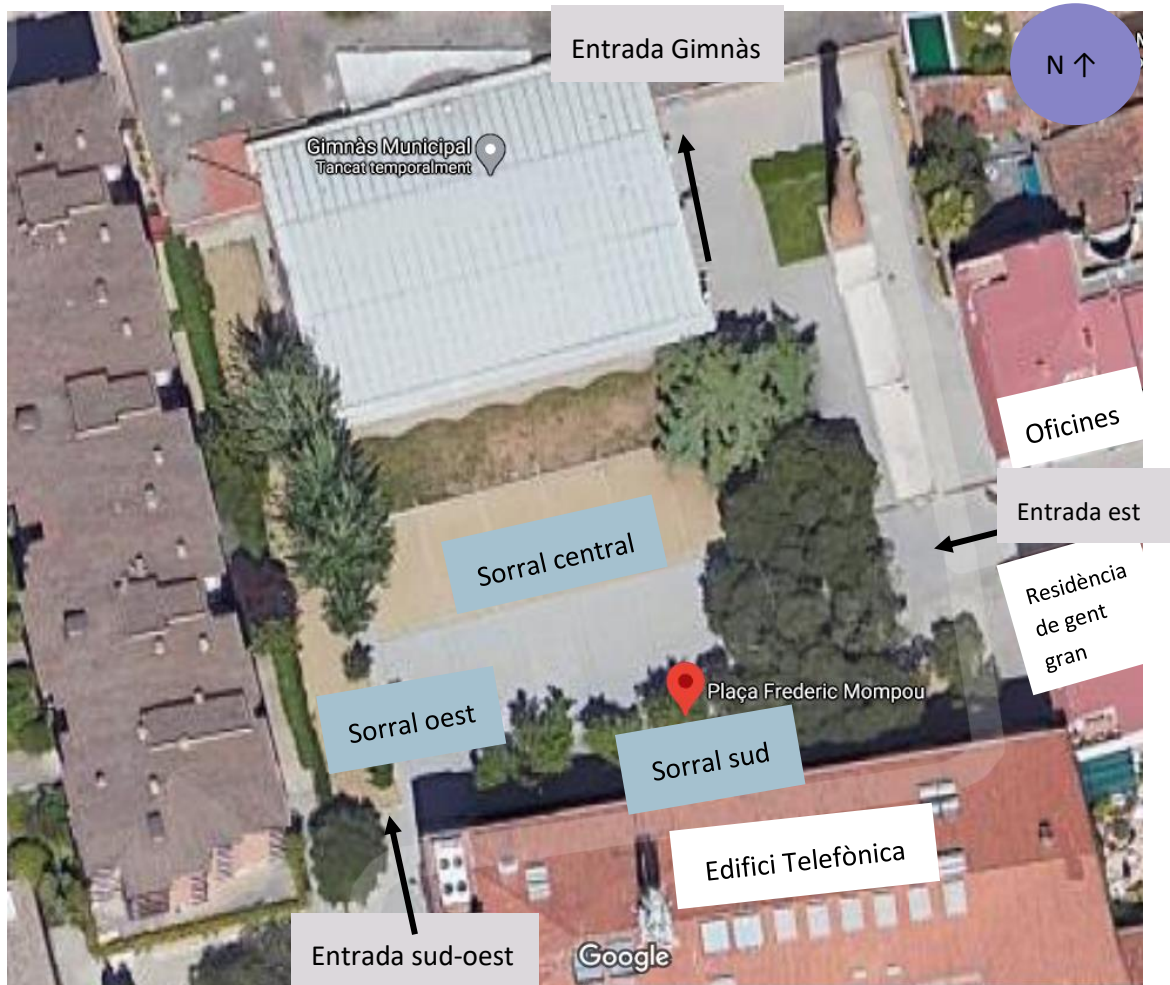 Entrada Gimnàs
N ↑
Gimnàs Municipal
Tancat temporalment
Oficines
Entrada est
Sorral central
Residència
de gent
gran
Plaça Frederic Mompou
Sorral oest
Sorral sud
Edifici Telefònica
Entrada sud-oest
Google